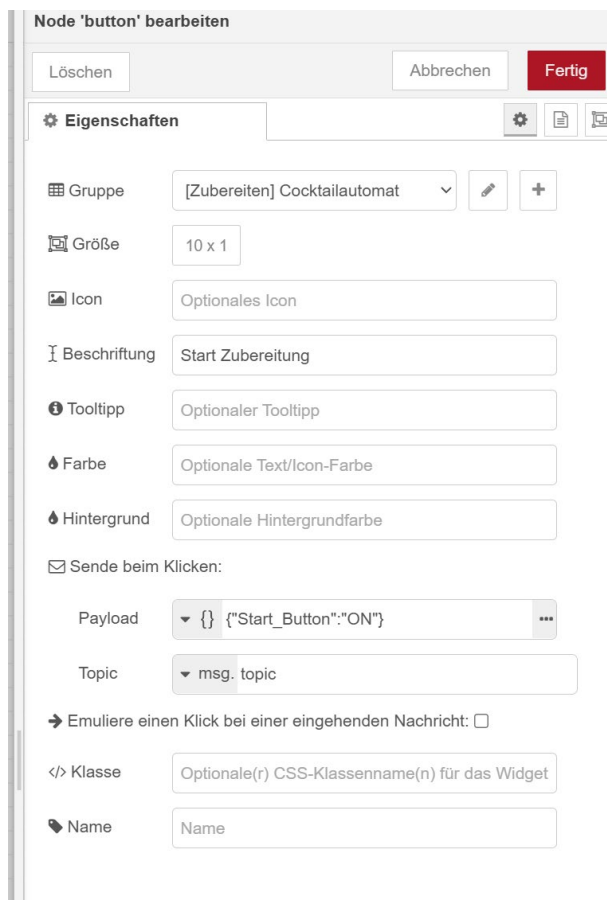 Node 'button' bearbeiten
Löschen
Abbrechen
Fertig
Eigenschaften
Gruppe
[Zubereiten] Cocktailautomat
Größe
10 x 1
Icon
Optionales Icon
Beschriftung
Start Zubereitung
Tooltipp
Optionaler Tooltipp
Farbe
Optionale Text/Icon-Farbe
Hintergrund
Optionale Hintergrundfarbe
Sende beim Klicken:
Payload
{} {"Start_Button":"ON"}
Topic
msg. topic
Emuliere einen Klick bei einer eingehenden Nachricht:
</> Klasse
Optionale(r) CSS-Klassenname(n) für das Widget
Name
Name